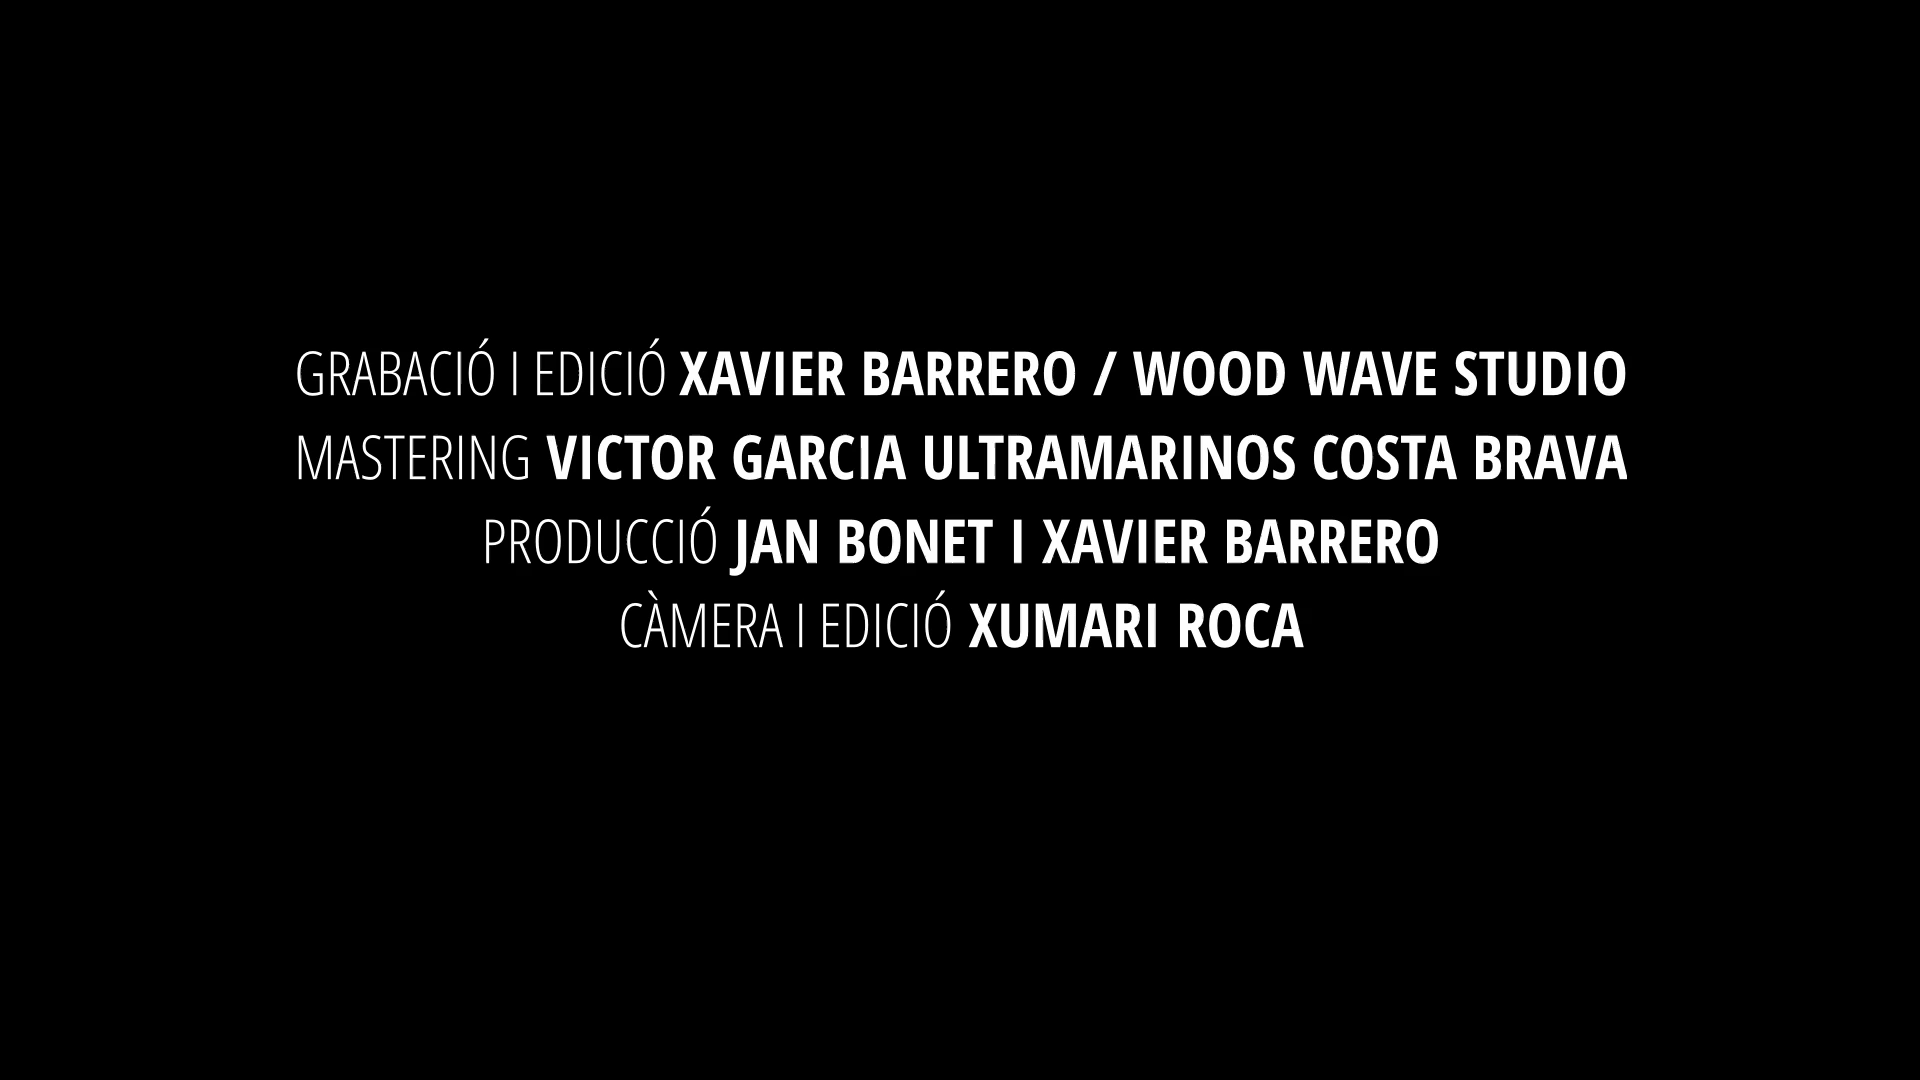 GRABACIÓ I EDICIÓ XAVIER BARRERO / WOOD WAVE STUDIO
MASTERING VICTOR GARCIA ULTRAMARINOS COSTA BRAVA
PRODUCCIÓ JAN BONET I XAVIER BARRERO
CÀMERA I EDICIÓ XUMARI ROCA